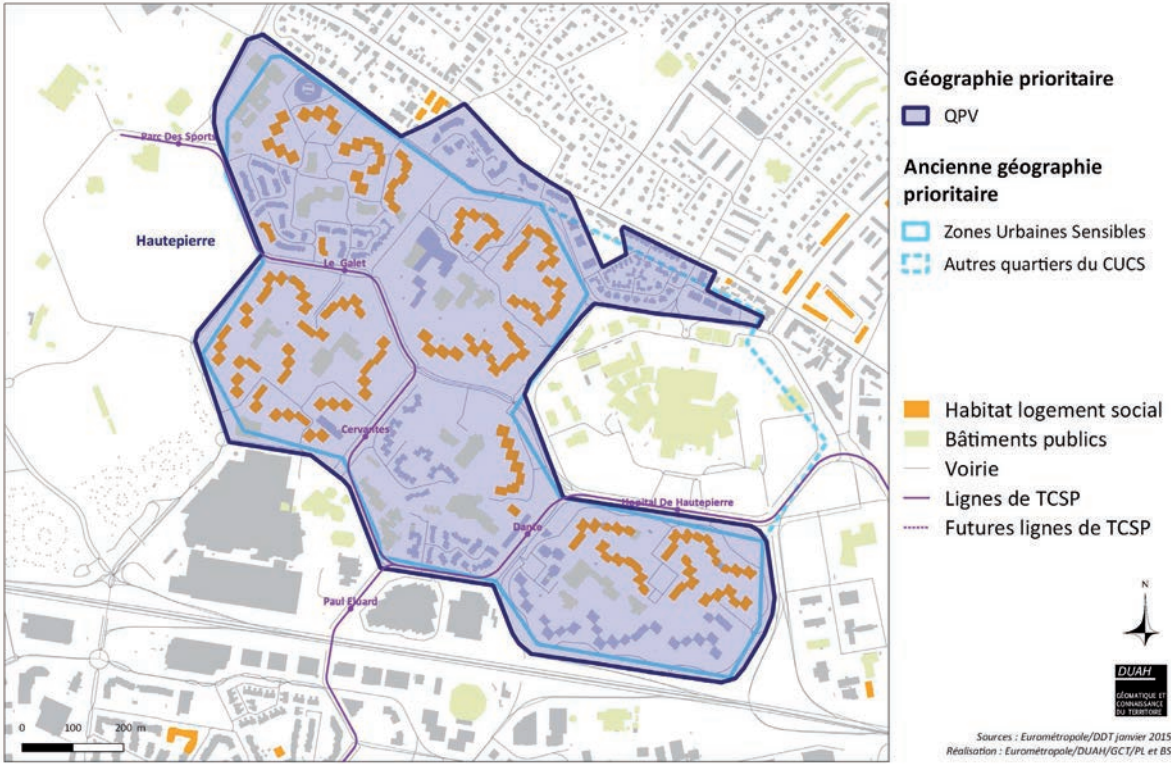 Parc Des Sports
Hautepierre
Le Galet
Cervantes
Hopital De Hautepierre
Dante
Paul Eluard
0 100 200 m
Géographie prioritaire
QPV
Ancienne géographie
prioritaire
Zones Urbaines Sensibles
Autres quartiers du CUCS
Habitat logement social
Bâtiments publics
Voirie
Lignes de TCSP
Futures lignes de TCSP
N
DUAH
GÉOMATIQUE ET
CONNAISSANCE
DU TERRITOIRE
Sources : Eurométropole/DDT janvier 2015
Réalisation : Eurométropole/DUAH/GCT/PL et BS